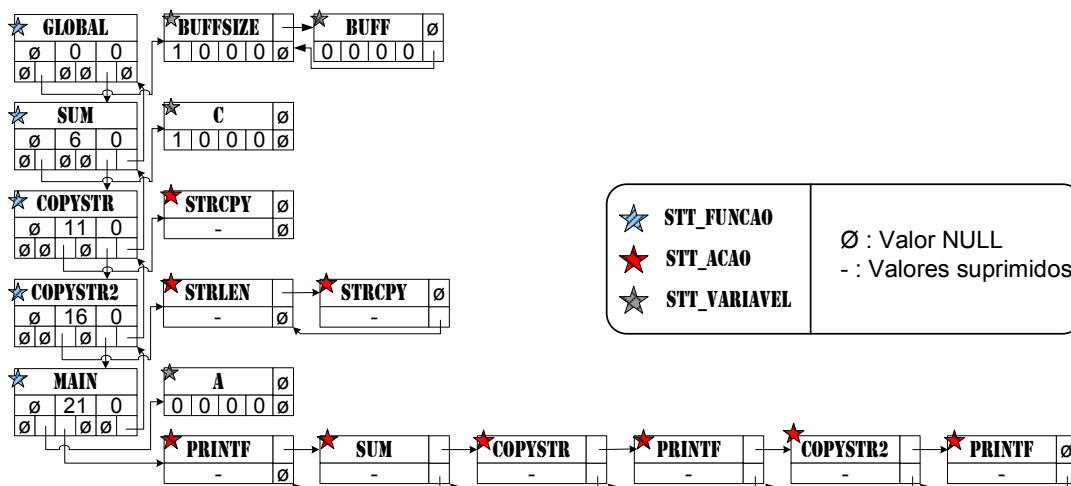 GLOBAL
Ø 0 0
Ø Ø Ø Ø
BUFFSIZE
1 0 0 0 Ø
BUFF Ø
0 0 0 0
SUM
Ø 6 0
Ø Ø Ø
C Ø
1 0 0 0 Ø
COPYSTR
Ø 11 0
Ø Ø Ø
STRCPY Ø
- Ø
COPYSTR2
Ø 16 0
Ø Ø Ø
STRLEN
- Ø
STRCPY Ø
-
MAIN
Ø 21 0
Ø Ø Ø
A Ø
0 0 0 0 Ø
PRINTF
- Ø
SUM
-
COPYSTR
-
PRINTF
-
COPYSTR2
-
PRINTF Ø
-
STT_FUNCAO
STT_ACAO
STT_VARIAVEL
Ø : Valor NULL
- : Valores suprimidos